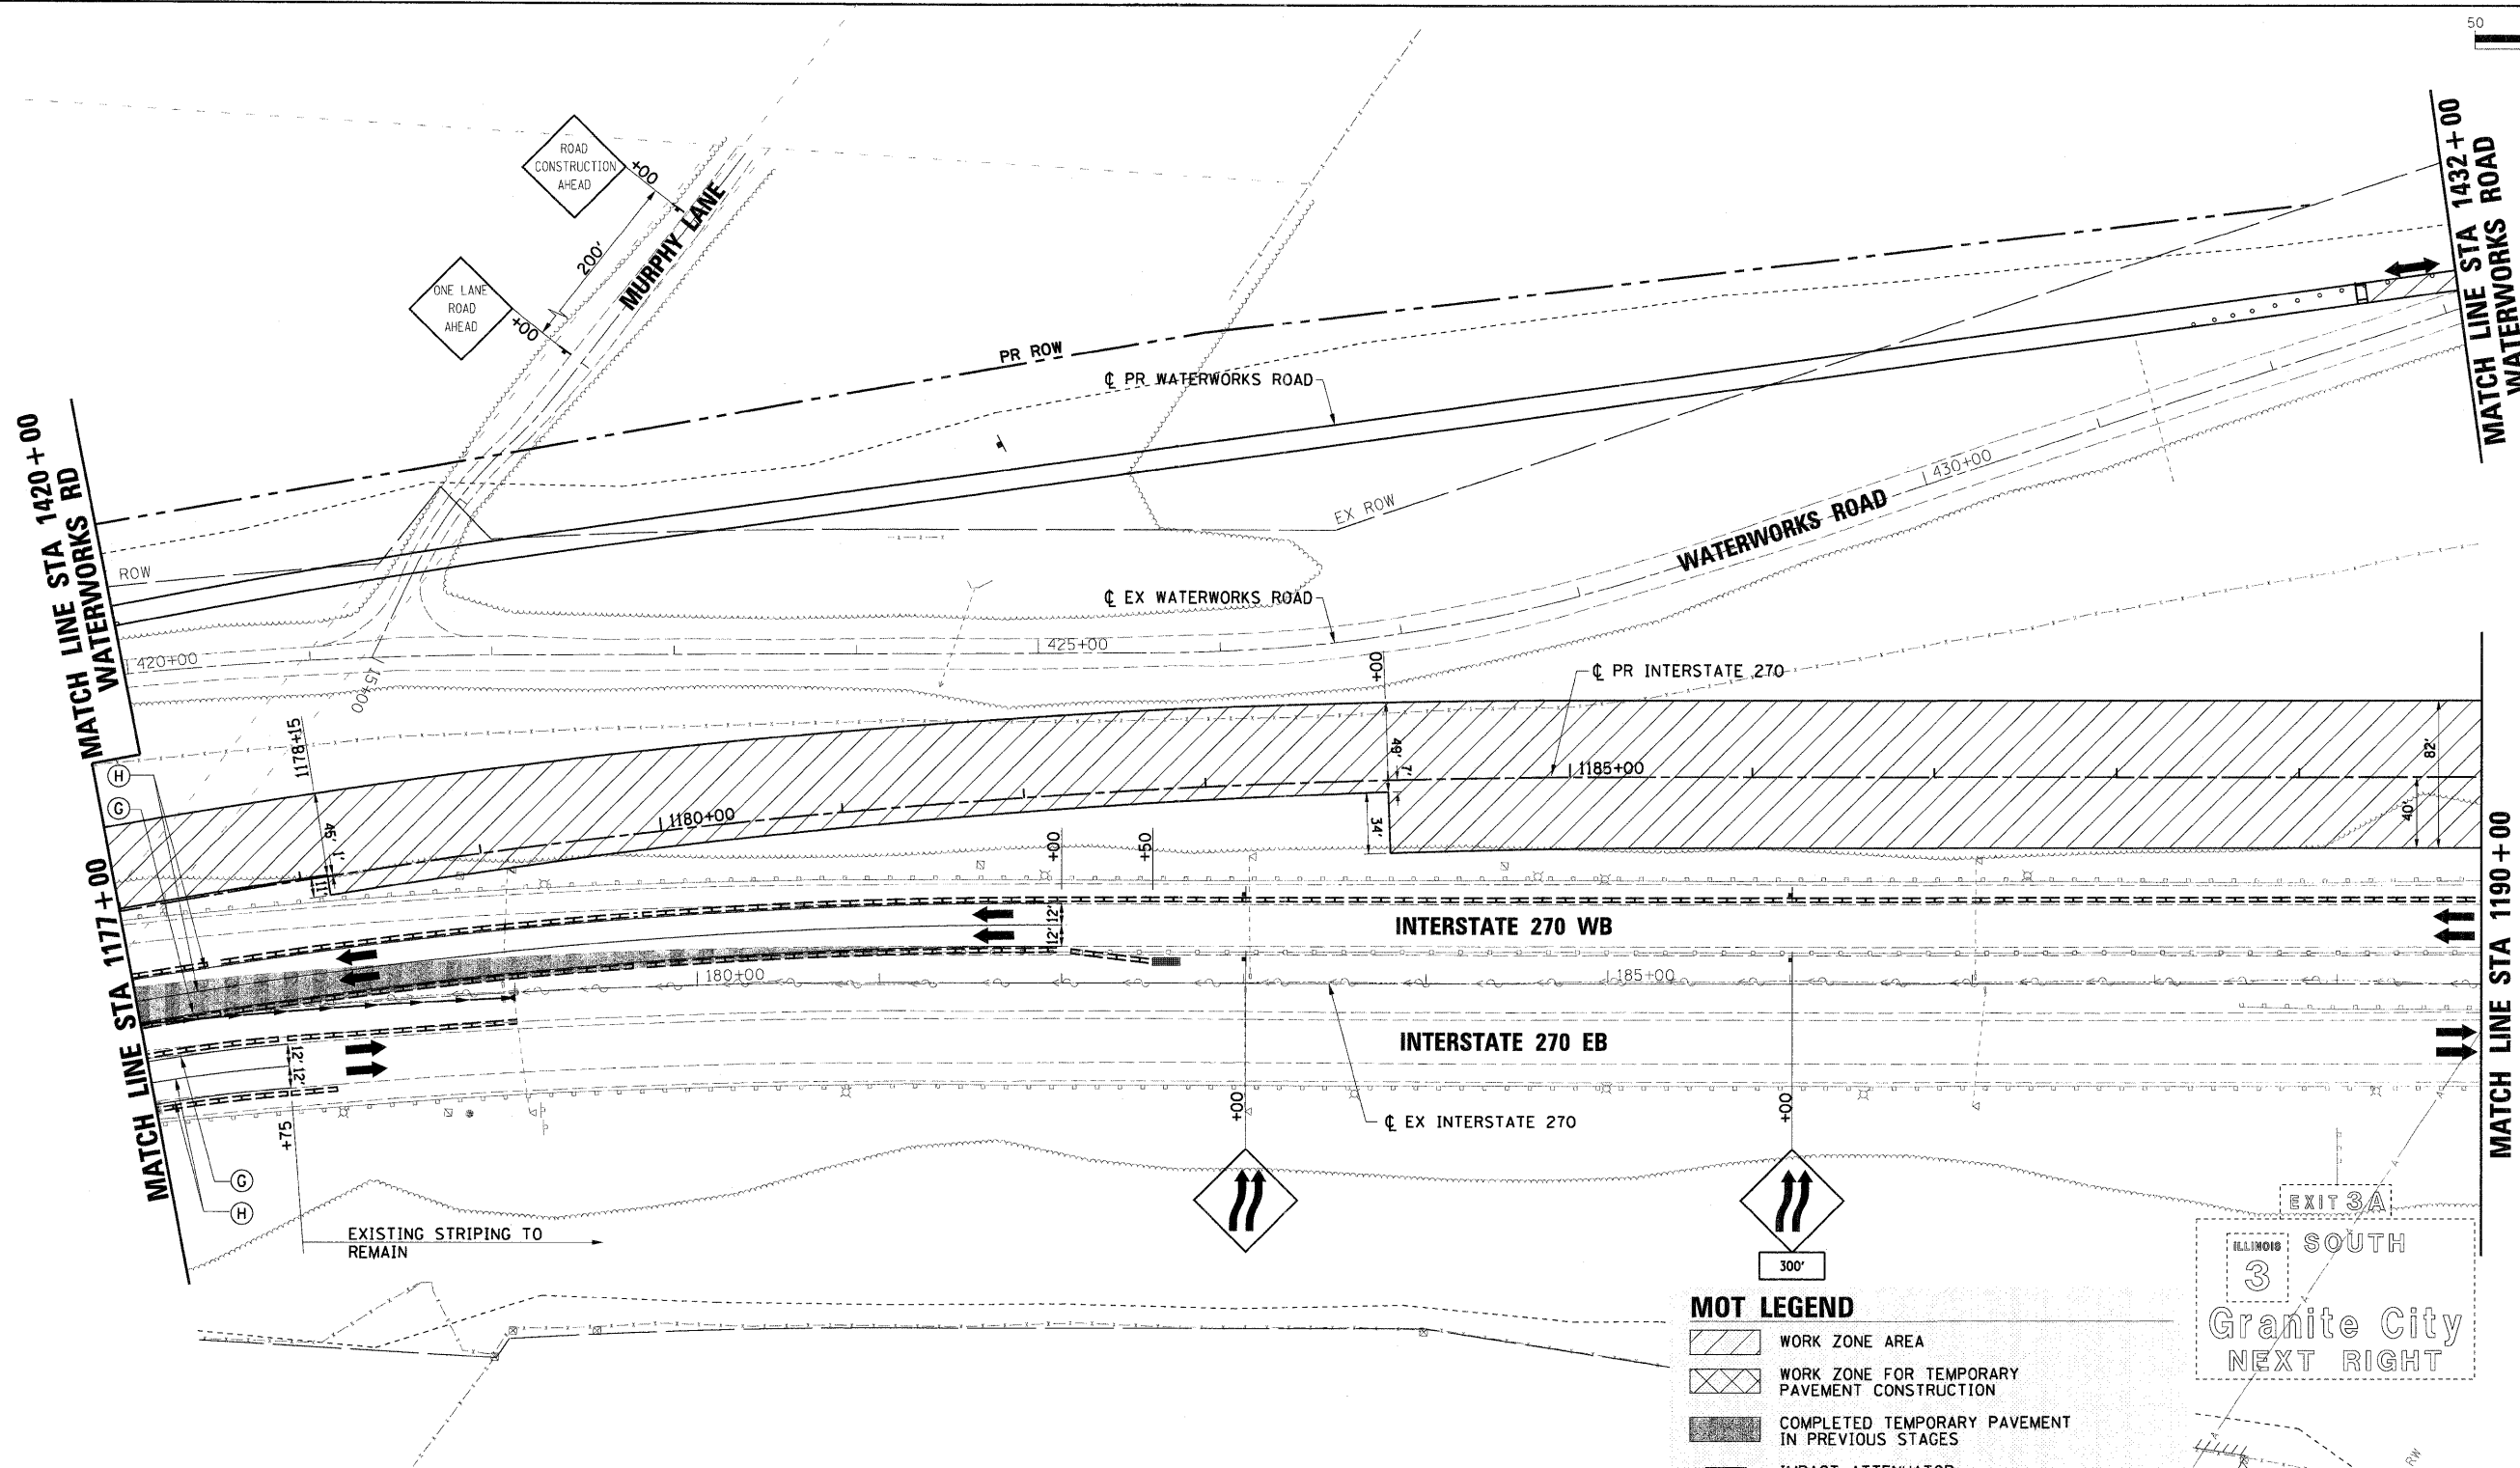 50
ROAD
CONSTRUCTION
AHEAD
+00
200'
MURPHY LANE
ONE LANE
ROAD
AHEAD
+00
MATCH LINE STA 1432+00
WATERWORKS ROAD
PR ROW
℄ PR WATERWORKS ROAD
MATCH LINE STA 1420+00
WATERWORKS RD
ROW
EX ROW
430+00
WATERWORKS ROAD
℄ EX WATERWORKS ROAD
420+00
425+00
15+00
+00
℄ PR INTERSTATE 270
1178+15
H
G
49'
7'
1185+00
82'
40'
1180+00
34'
46'
1'
11'
+00
+50
MATCH LINE STA 1177+00
MATCH LINE STA 1190+00
12'
12'
INTERSTATE 270 WB
180+00
185+00
INTERSTATE 270 EB
12'
12'
+75
+00
+00
℄ EX INTERSTATE 270
G
H
EXISTING STRIPING TO
REMAIN
300'
EXIT 3A
ILLINOIS
3
SOUTH
Granite City
NEXT RIGHT
MOT LEGEND
WORK ZONE AREA
WORK ZONE FOR TEMPORARY
PAVEMENT CONSTRUCTION
COMPLETED TEMPORARY PAVEMENT
IN PREVIOUS STAGES
IMPACT ATTENUATOR
RW